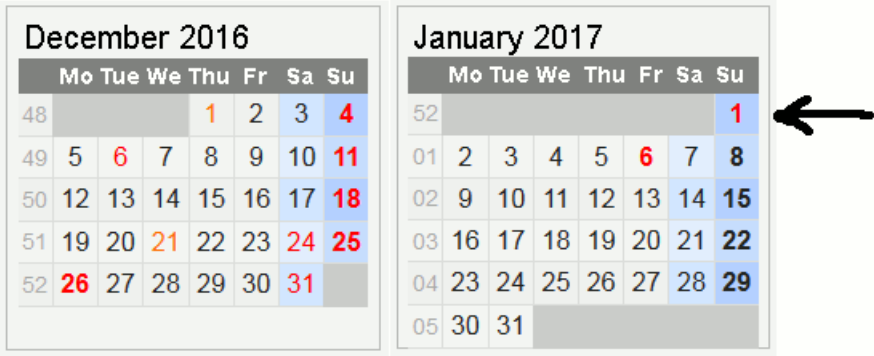 December 2016
Mo Tue We Thu Fr Sa Su
48 1 2 3 4
49 5 6 7 8 9 10 11
50 12 13 14 15 16 17 18
51 19 20 21 22 23 24 25
52 26 27 28 29 30 31
January 2017
Mo Tue We Thu Fr Sa Su
52 1
01 2 3 4 5 6 7 8
02 9 10 11 12 13 14 15
03 16 17 18 19 20 21 22
04 23 24 25 26 27 28 29
05 30 31